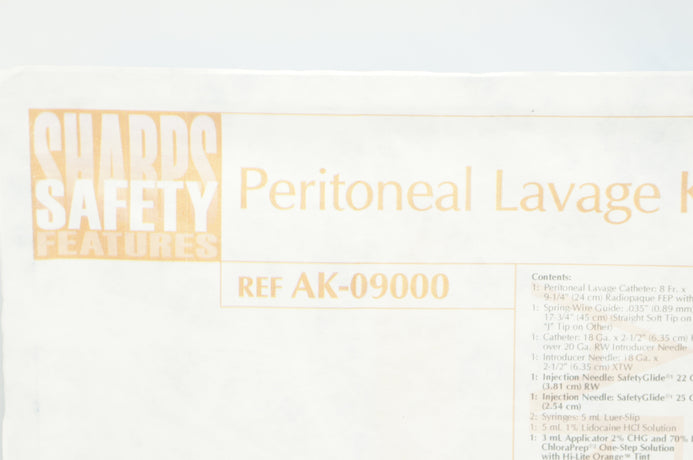 SHARPS
SAFETY
FEATURES
Peritoneal Lavage
REF AK-09000
Contents:
1: Peritoneal Lavage Catheter: 8 Fr. x
9-1/4" (24 cm) Radiopaque FEP with
1: Spring-Wire Guide: .035" (0.89 mm)
17-3/4" (45 cm) (Straight Soft Tip on
"J" Tip on Other)
1: Catheter: 18 Ga. x 2-1/2" (6.35 cm)
over 20 Ga. RW Introducer Needle
1: Introducer Needle: 18 Ga. x
2-1/2" (6.35 cm) XTW
1: Injection Needle: SafetyGlide™ 22 G
(3.81 cm) RW
1: Injection Needle: SafetyGlide™ 25 G
(2.54 cm)
2: Syringes: 5 mL Luer-Slip
1: 5 mL 1% Lidocaine HCl Solution
1: 3 mL Applicator 2% CHG and 70%
ChloraPrep® One-Step Solution
with Hi-Lite Orange™ Tint